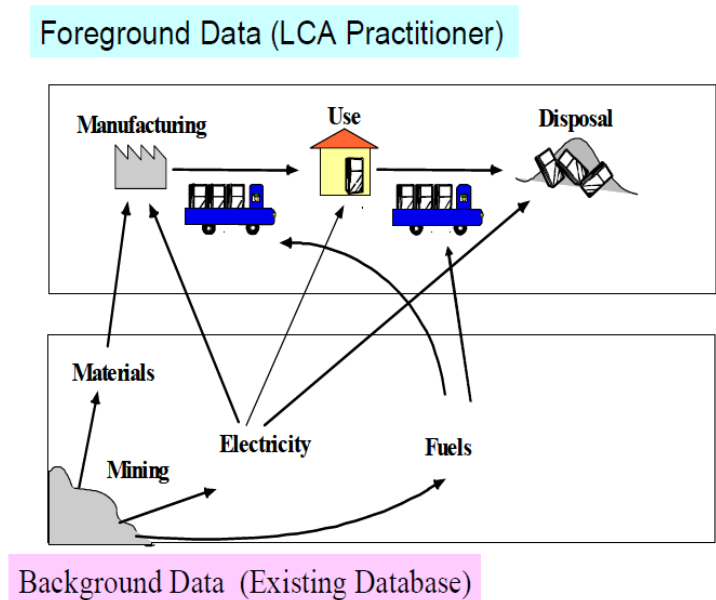 Foreground Data (LCA Practitioner)
Manufacturing
Use
Disposal
Materials
Electricity
Fuels
Mining
Background Data (Existing Database)